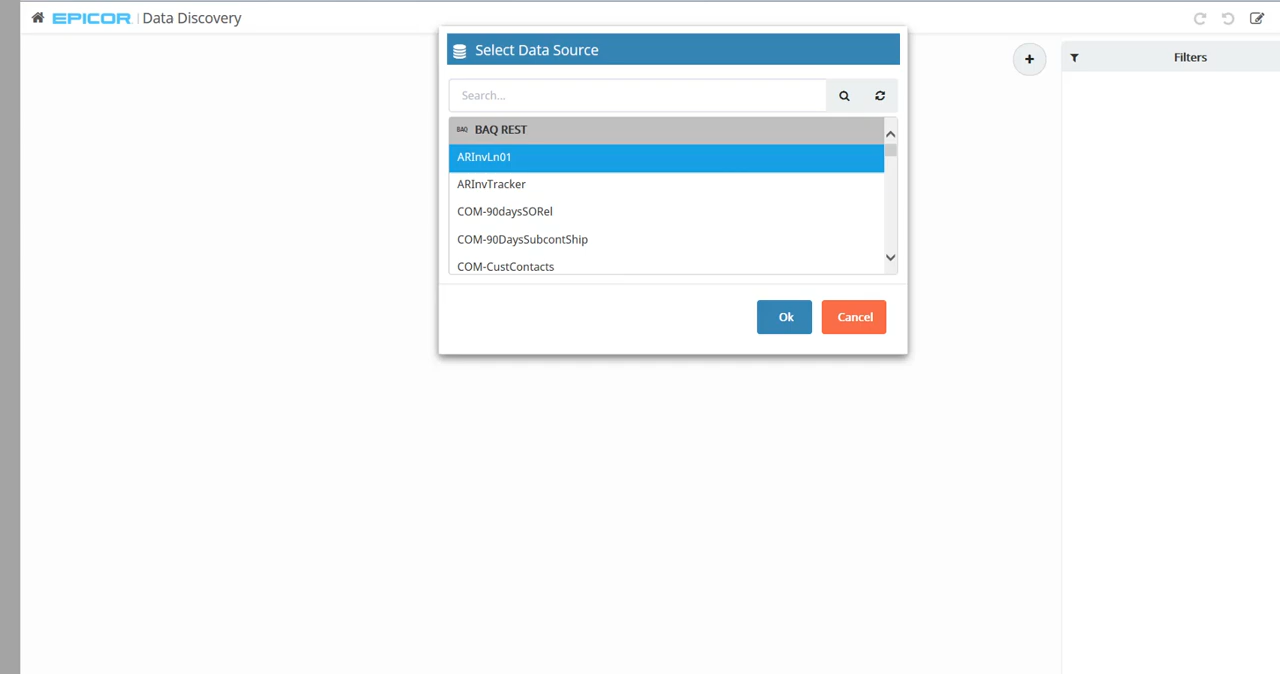 EPICOR | Data Discovery
Select Data Source
Search...
Filters
BAQ BAQ REST
ARInvLn01
ARInvTracker
COM-90daysSORel
COM-90DaysSubcontShip
COM-CustContacts
Ok Cancel